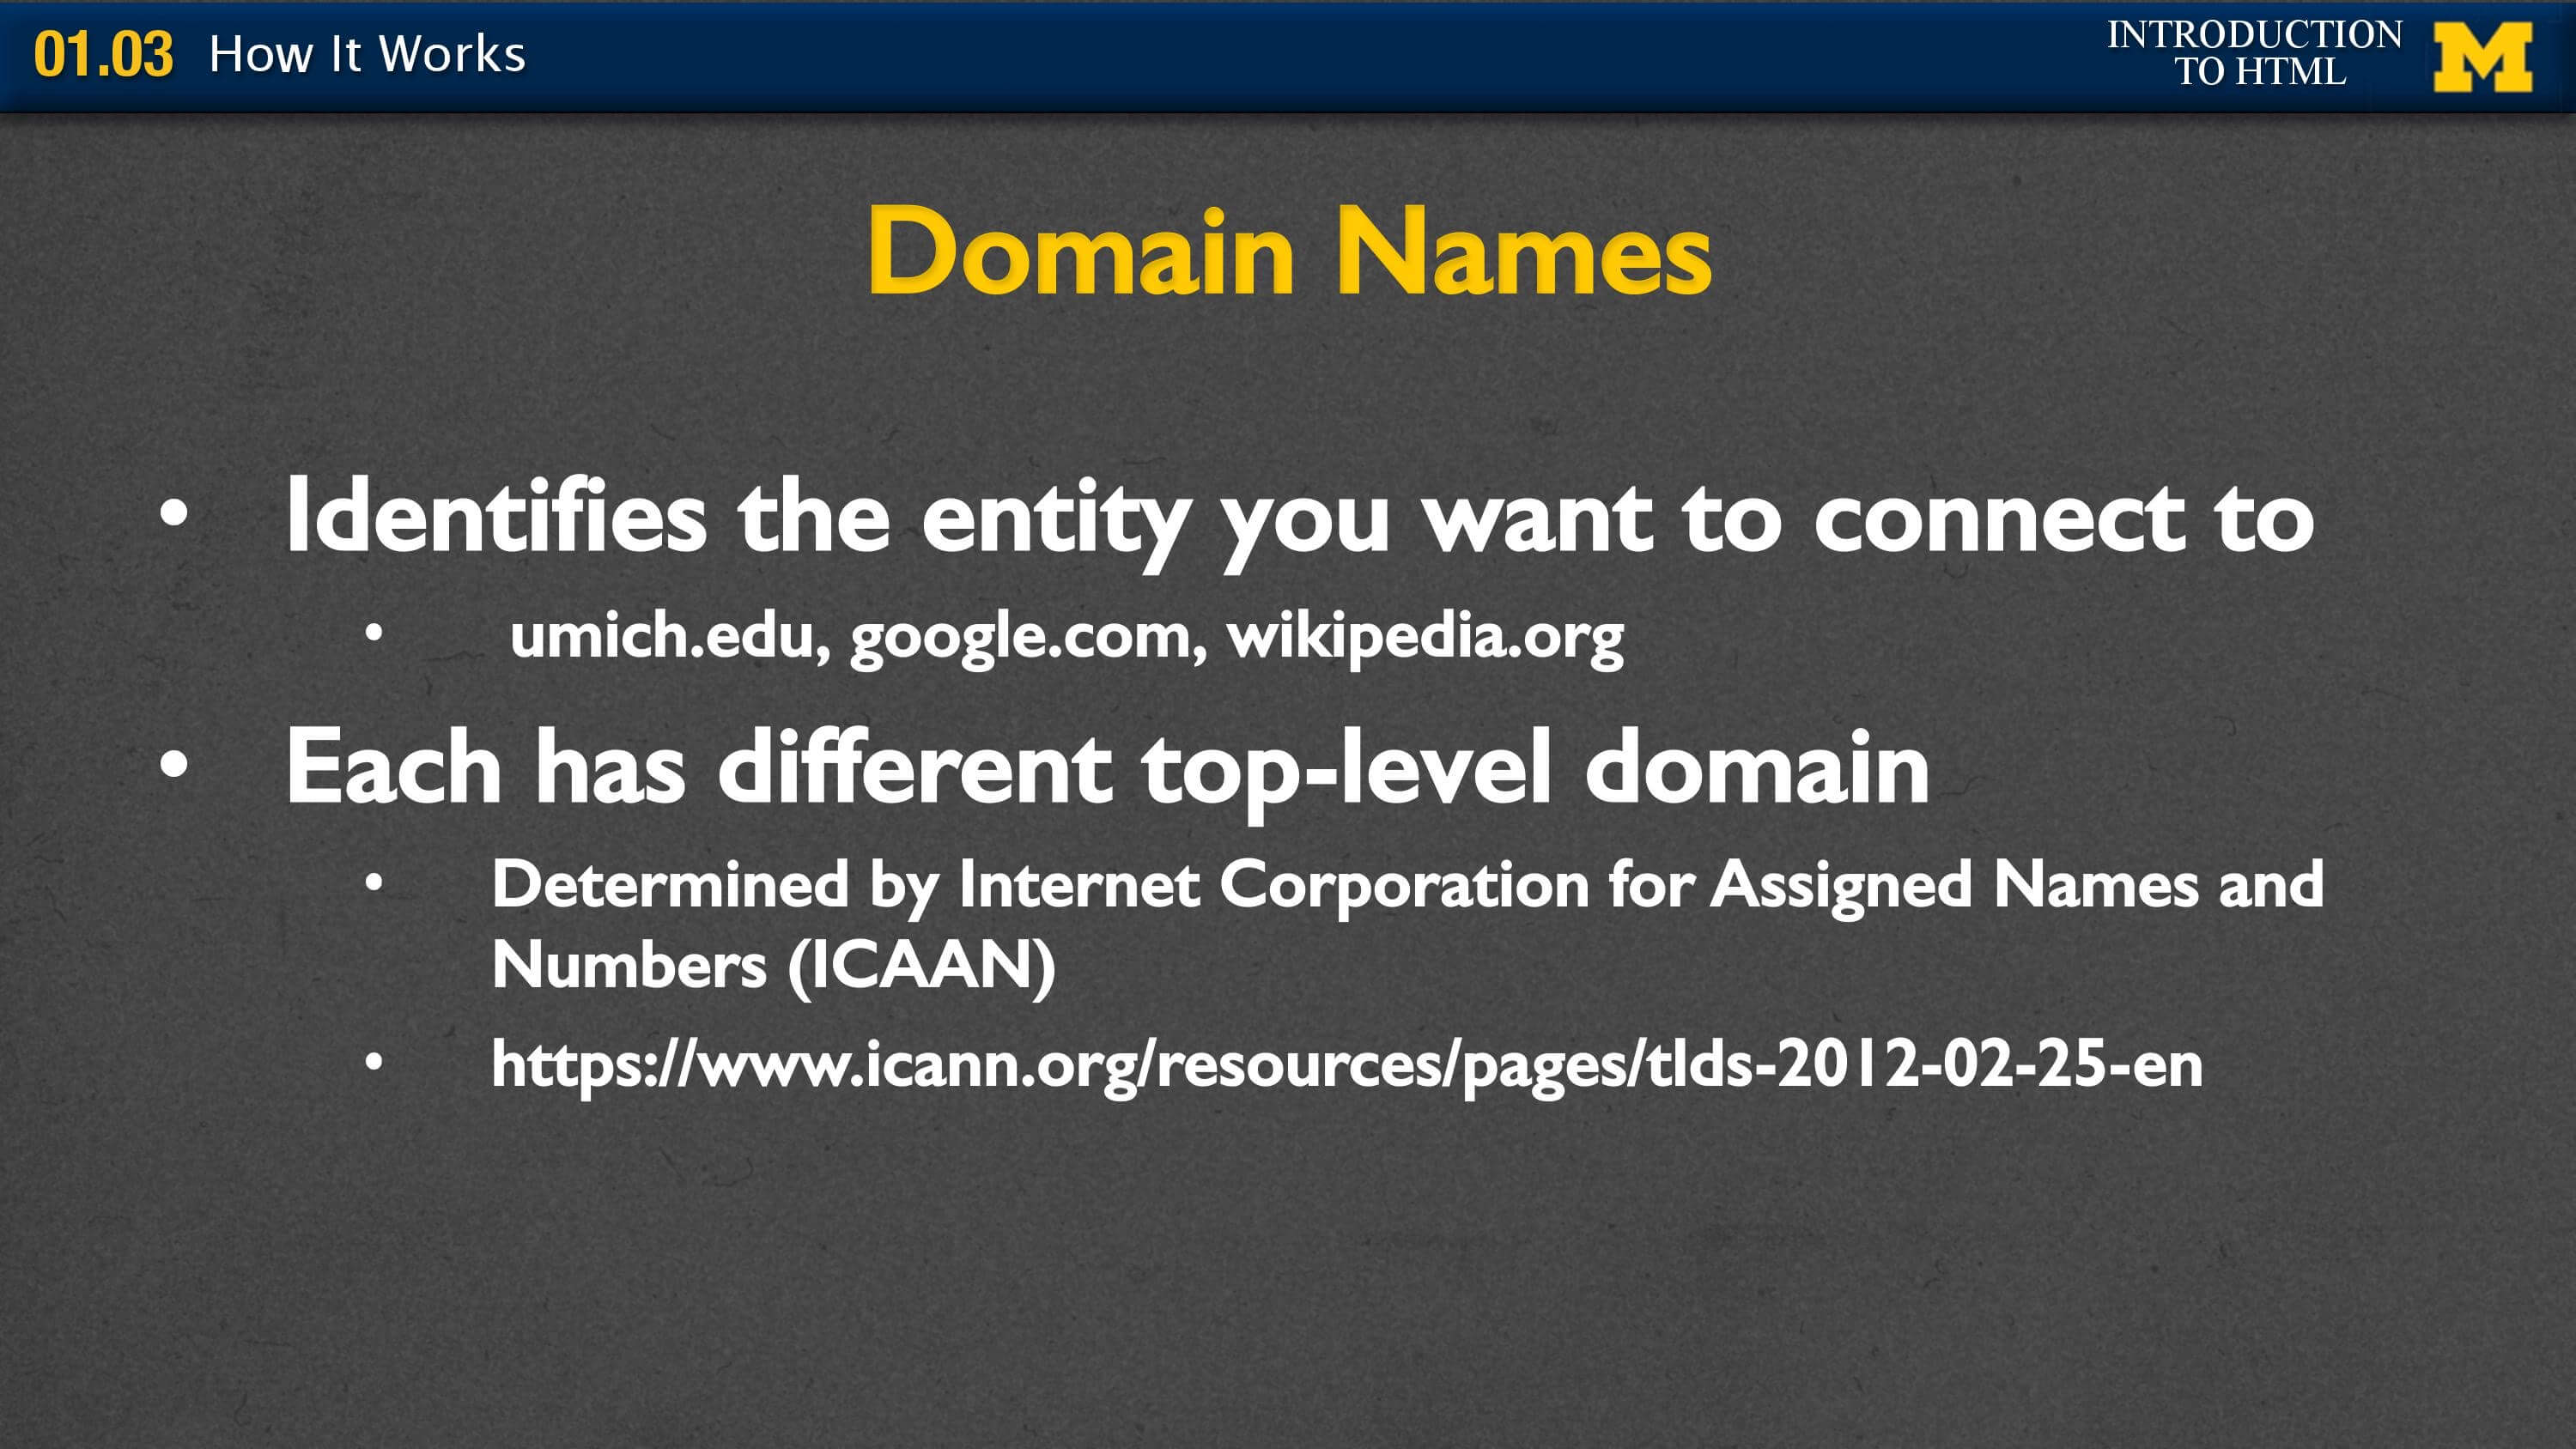 01.03 How It Works
INTRODUCTION
TO HTML
M
Domain Names
• Identifies the entity you want to connect to
• umich.edu, google.com, wikipedia.org
• Each has different top-level domain
• Determined by Internet Corporation for Assigned Names and
Numbers (ICAAN)
• https://www.icann.org/resources/pages/tlds-2012-02-25-en